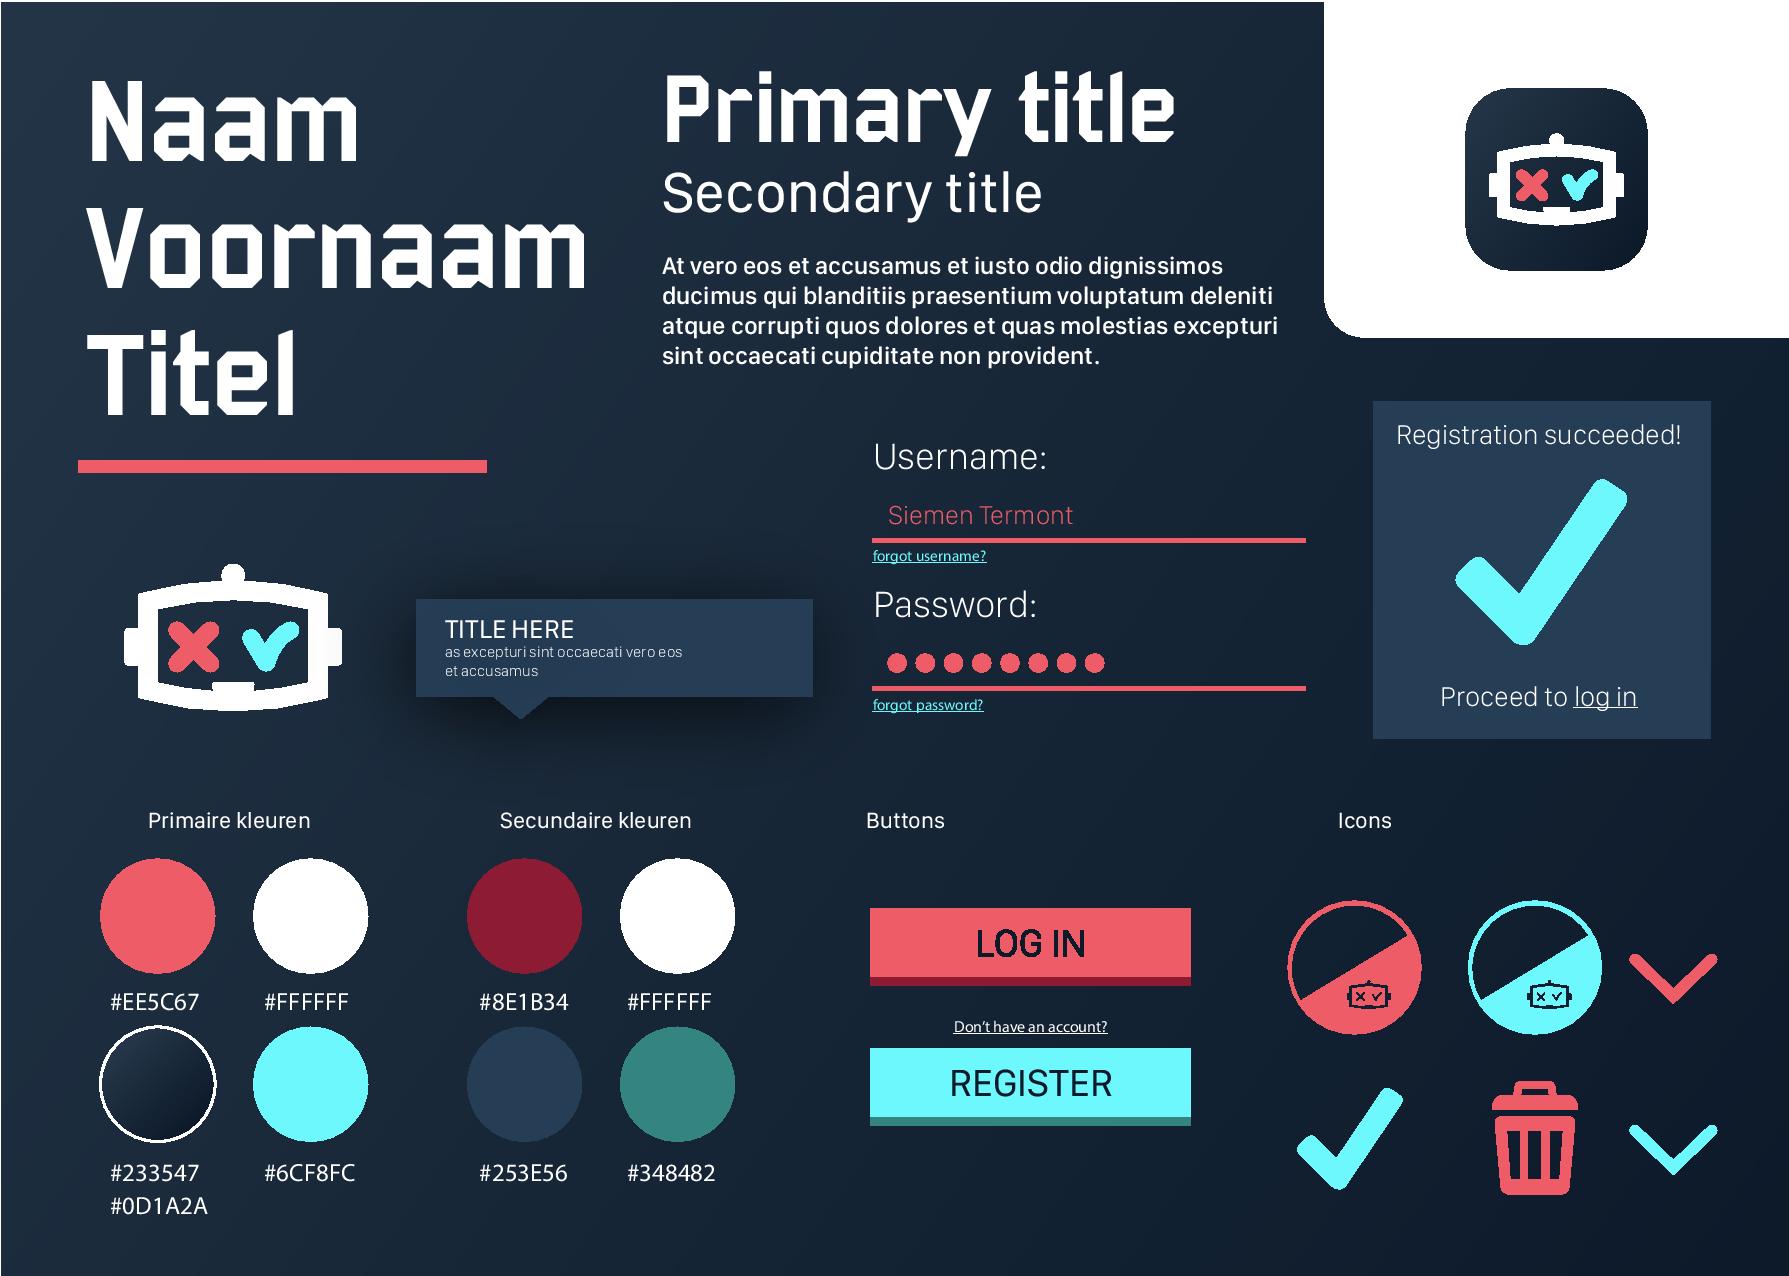 Naam
Voornaam
Titel
Primary title
Secondary title
At vero eos et accusamus et iusto odio dignissimos
ducimus qui blanditiis praesentium voluptatum deleniti
atque corrupti quos dolores et quas molestias excepturi
sint occaecati cupiditate non provident.
Username:
Siemen Termont
forgot username?
Password:
forgot password?
Registration succeeded!
Proceed to log in
TITLE HERE
as excepturi sint occaecati vero eos
et accusamus
Primaire kleuren
#EE5C67
#FFFFFF
#233547
#0D1A2A
#6CF8FC
Secundaire kleuren
#8E1B34
#FFFFFF
#253E56
#348482
Buttons
LOG IN
Don't have an account?
REGISTER
Icons